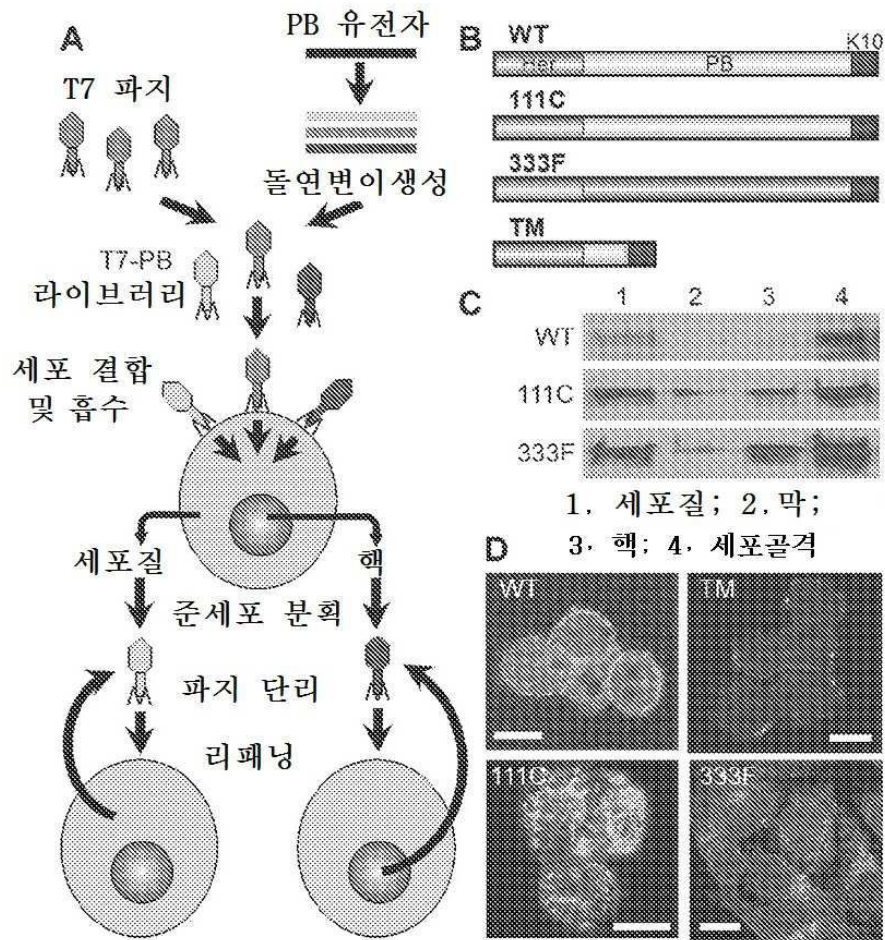 A
PB 유전자
T7 파지
돌연변이생성
T7-PB
라이브러리
세포 결합
및 흡수
세포질
핵
준세포 분획
파지 단리
리패닝
B
WT
K10
Her
PB
111C
333F
TM
C
1 2 3 4
WT
111C
333F
1, 세포질; 2,막;
3, 핵; 4, 세포골격
D
WT
TM
111C
333F